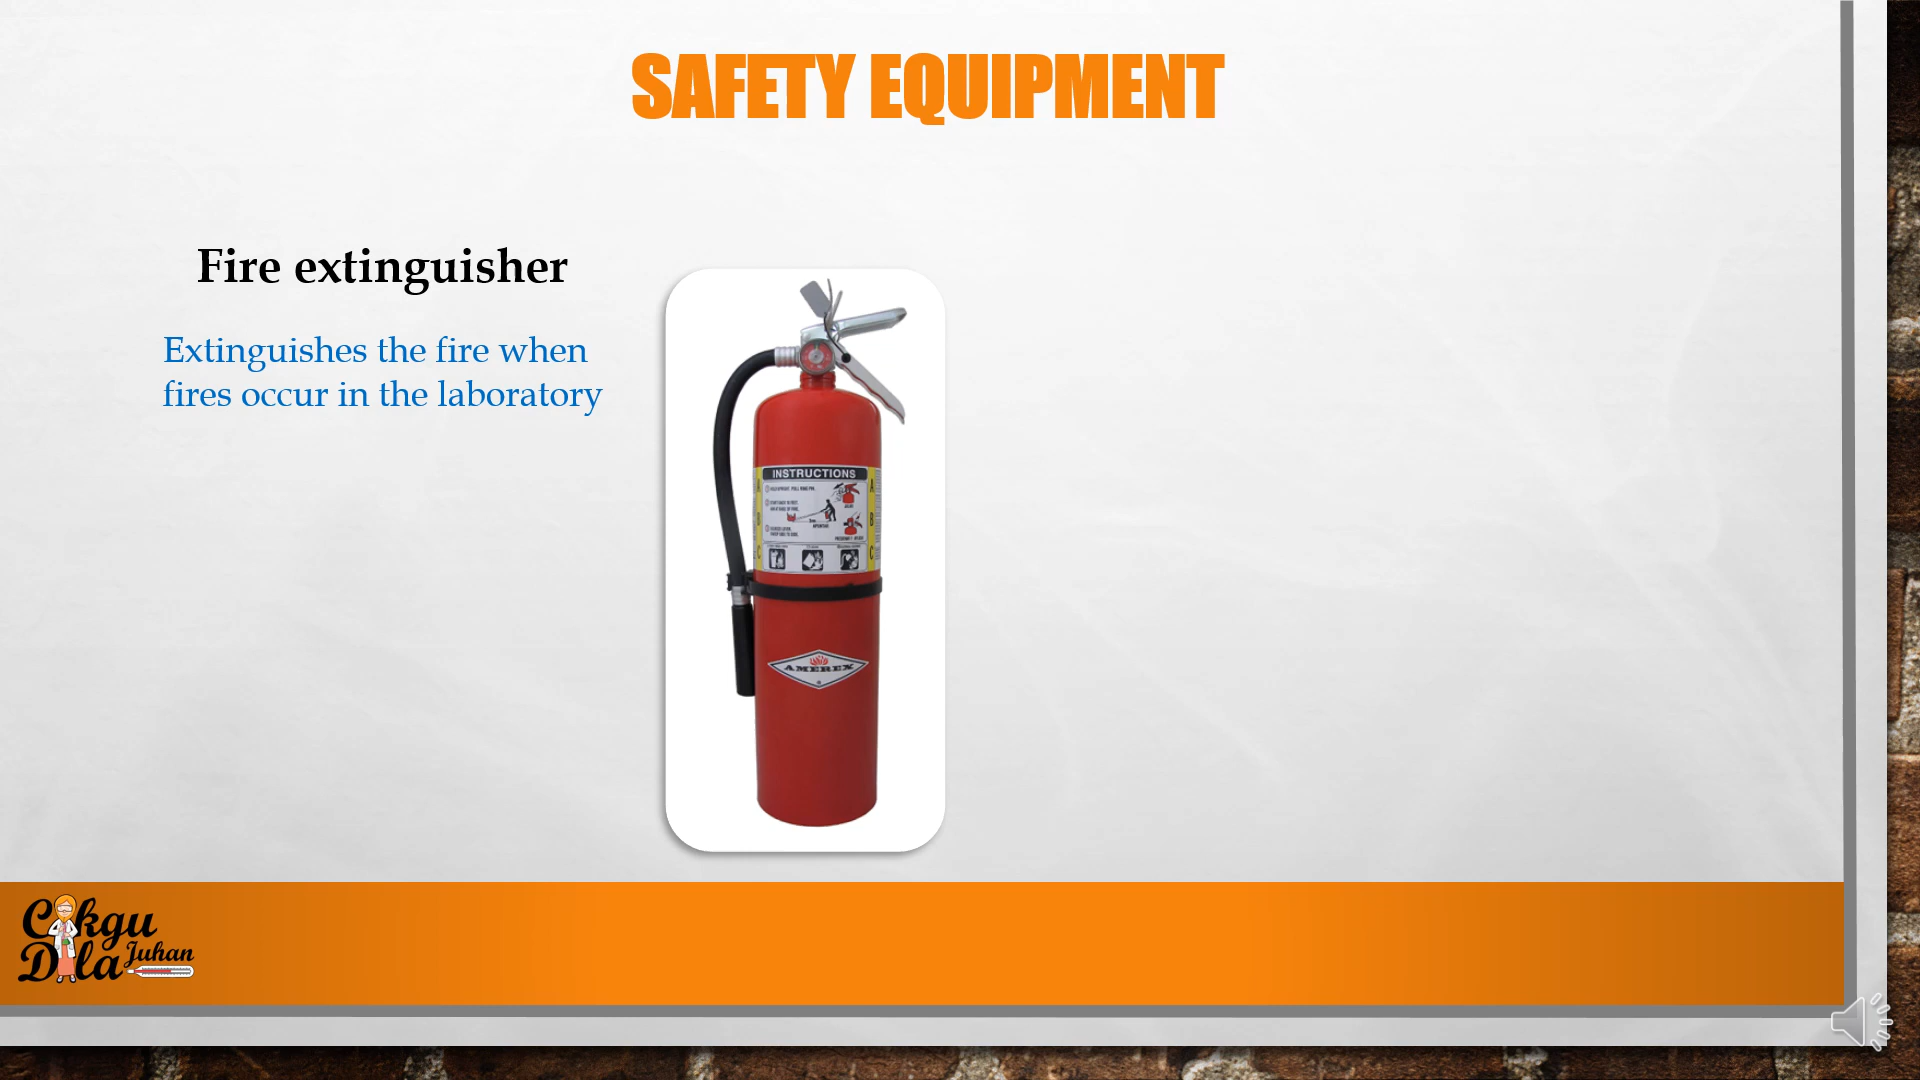 SAFETY EQUIPMENT
Fire extinguisher
Extinguishes the fire when
fires occur in the laboratory
INSTRUCTIONS
A
B
C
AMEREX
Cikgu
Dila Juhan